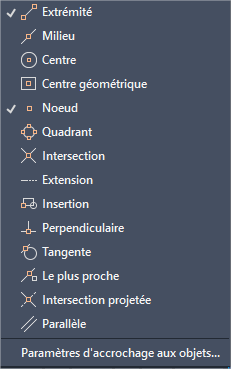 Extrémité
Milieu
Centre
Centre géométrique
Noeud
Quadrant
Intersection
Extension
Insertion
Perpendiculaire
Tangente
Le plus proche
Intersection projetée
Parallèle
Paramètres d'accrochage aux objets...